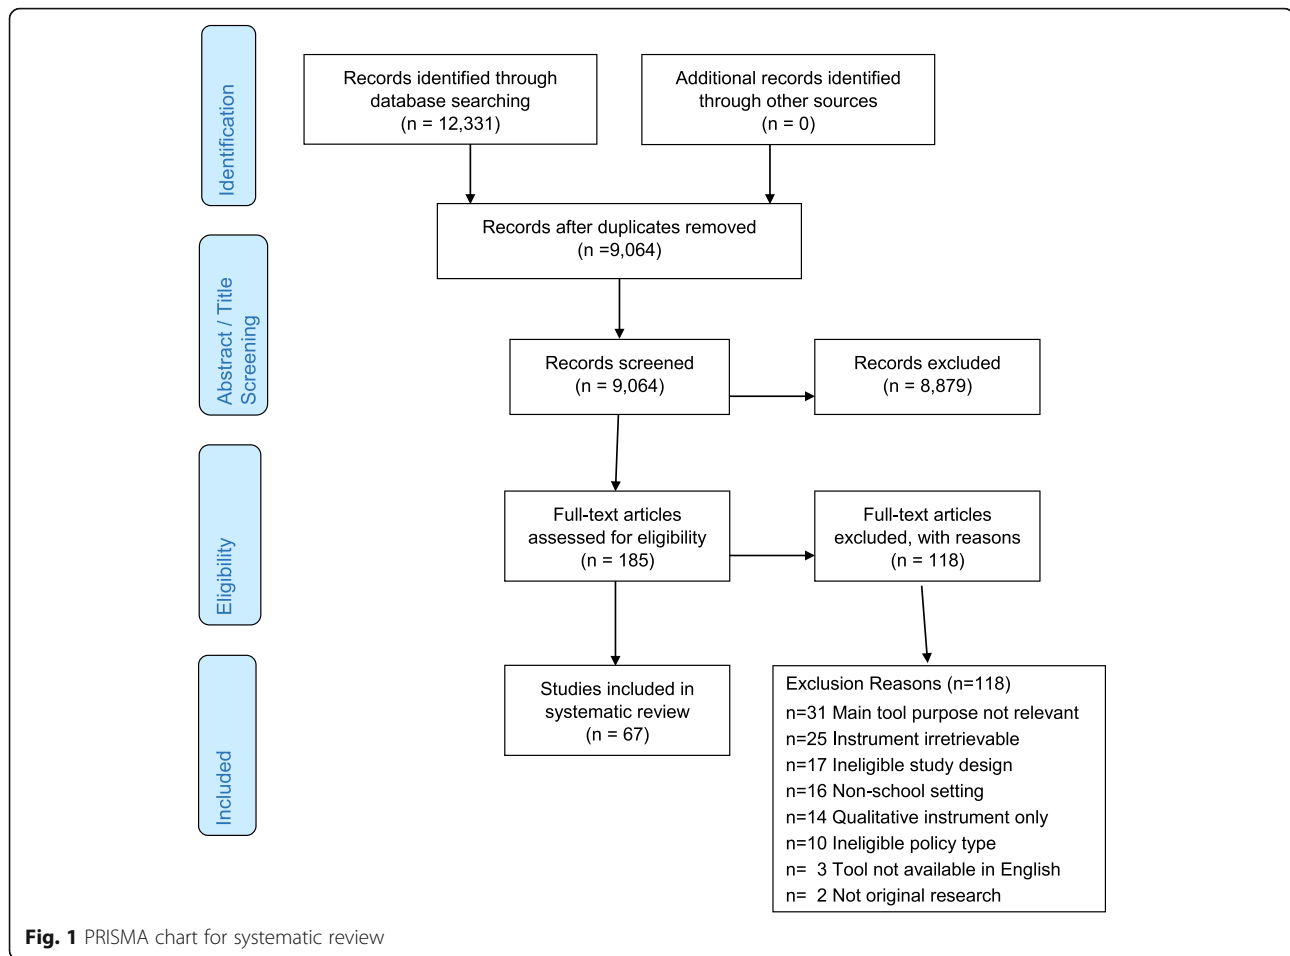 Identification
Records identified through
database searching
(n = 12,331)
Additional records identified
through other sources
(n = 0)
Records after duplicates removed
(n =9,064)
Abstract / Title
Screening
Records screened
(n = 9,064)
Records excluded
(n = 8,879)
Eligibility
Full-text articles
assessed for eligibility
(n = 185)
Full-text articles
excluded, with reasons
(n = 118)
Included
Studies included in
systematic review
(n = 67)
Exclusion Reasons (n=118)
n=31 Main tool purpose not relevant
n=25 Instrument irretrievable
n=17 Ineligible study design
n=16 Non-school setting
n=14 Qualitative instrument only
n=10 Ineligible policy type
n=  3 Tool not available in English
n=  2 Not original research
Fig. 1 PRISMA chart for systematic review